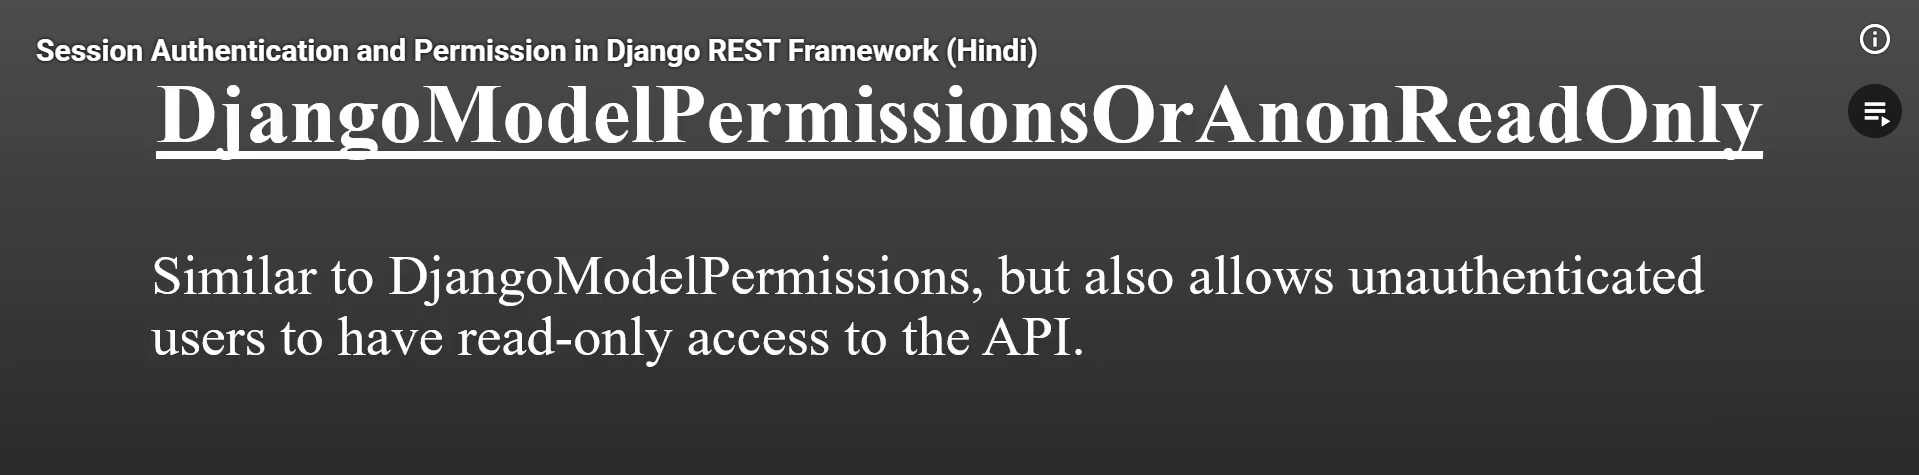 Session Authentication and Permission in Django REST Framework (Hindi)
DjangoModelPermissionsOrAnonReadOnly
Similar to DjangoModelPermissions, but also allows unauthenticated
users to have read-only access to the API.